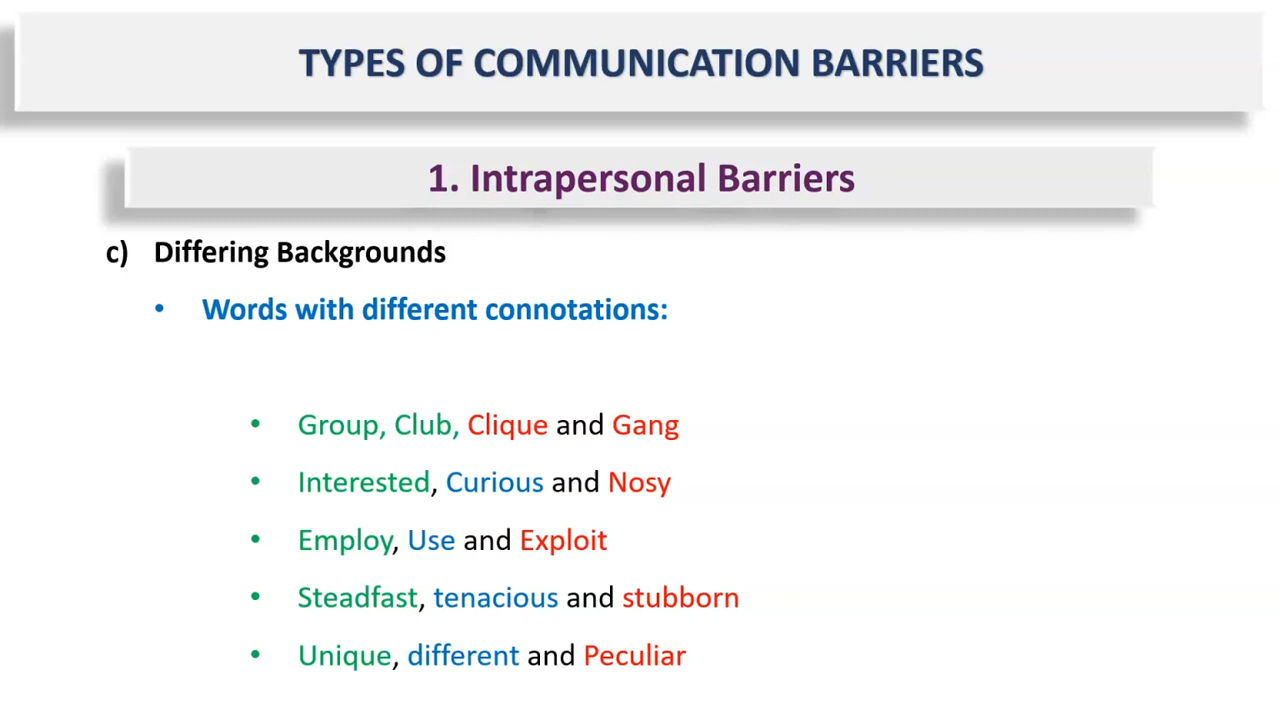 TYPES OF COMMUNICATION BARRIERS
1. Intrapersonal Barriers
c) Differing Backgrounds
• Words with different connotations:
• Group, Club, Clique and Gang
• Interested, Curious and Nosy
• Employ, Use and Exploit
• Steadfast, tenacious and stubborn
• Unique, different and Peculiar